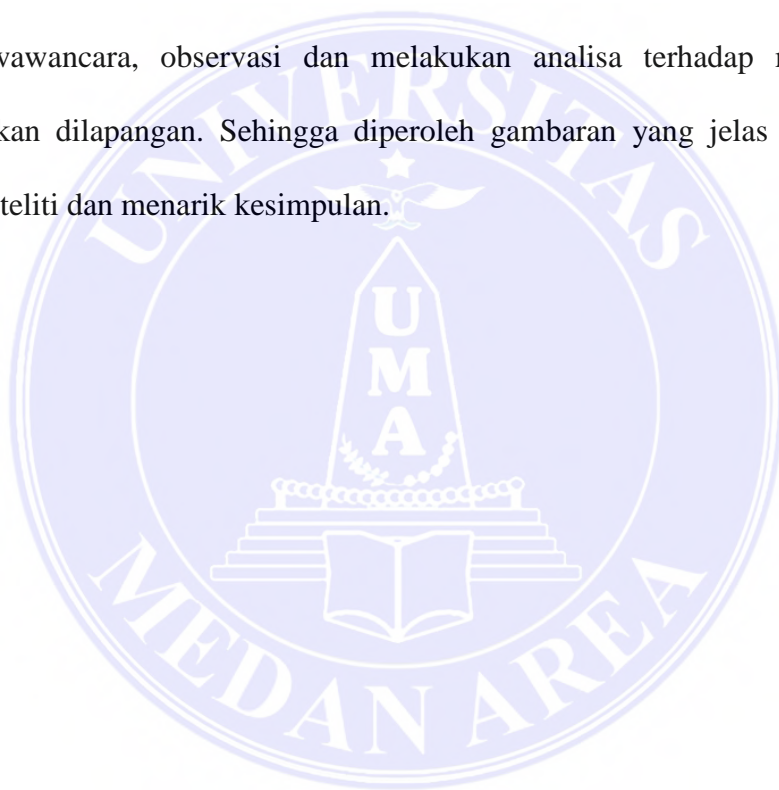 wawancara, observasi dan melakukan analisa terhadap
kan dilapangan. Sehingga diperoleh gambaran yang jelas
teliti dan menarik kesimpulan.
UNIVERSITAS
UMA
MEDAN AREA